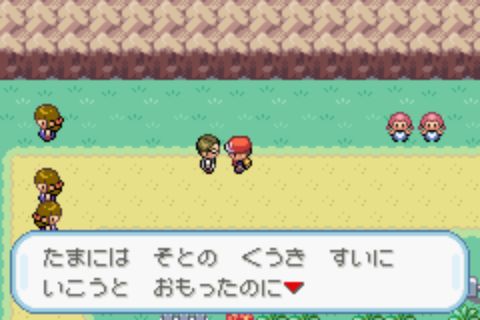 たまには　そとの　くうき　すいに
いこうと　おもったのに